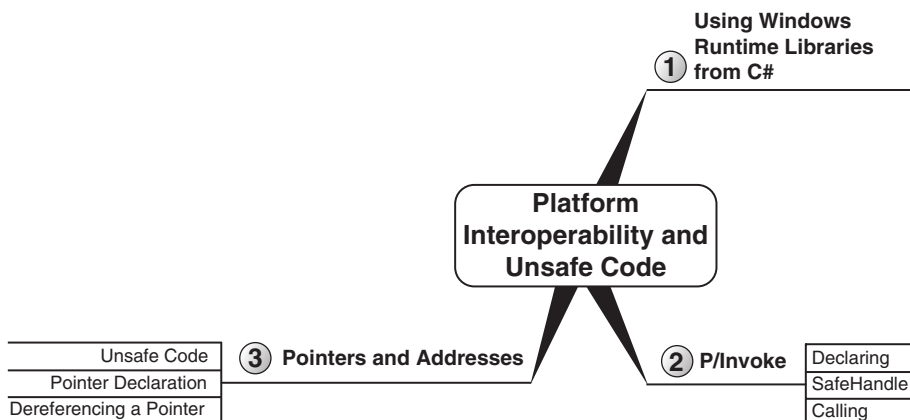 Using Windows
Runtime Libraries
1 from C#
Platform
Interoperability and
Unsafe Code
2 P/Invoke
Declaring
SafeHandle
Calling
3 Pointers and Addresses
Unsafe Code
Pointer Declaration
Dereferencing a Pointer